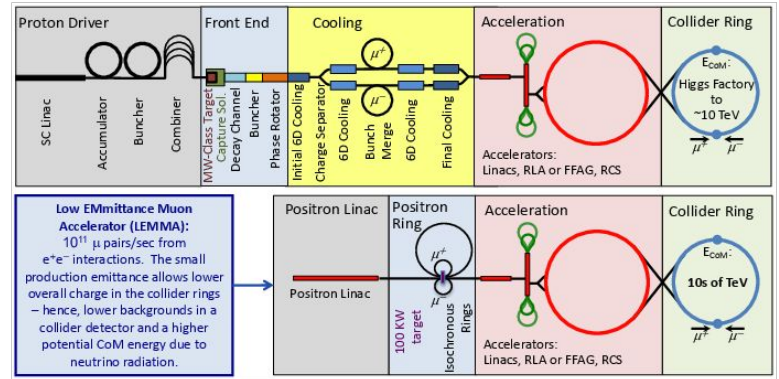 Proton Driver
Front End
Cooling
Acceleration
Collider Ring
SC Linac
Accumulator
Buncher
Combiner
MW-Class Target
Capture Sol.
Decay Channel
Buncher
Phase Rotator
Initial 6D Cooling
Charge Separator
6D Cooling
μ+
μ−
Bunch
Merge
6D Cooling
Final Cooling
Accelerators:
Linacs, RLA or FFAG, RCS
ECoM:
Higgs Factory
to
~10 TeV
μ+ μ−
Low EMmittance Muon
Accelerator (LEMMA):
10¹¹ μ pairs/sec from
e⁺e⁻ interactions. The small
production emittance allows lower
overall charge in the collider rings
– hence, lower backgrounds in a
collider detector and a higher
potential CoM energy due to
neutrino radiation.
Positron Linac
Positron
Ring
Acceleration
Collider Ring
Positron Linac
μ+
μ−
100 KW
target
Isochronous
Rings
Accelerators:
Linacs, RLA or FFAG, RCS
ECoM:
10s of TeV
μ+ μ−